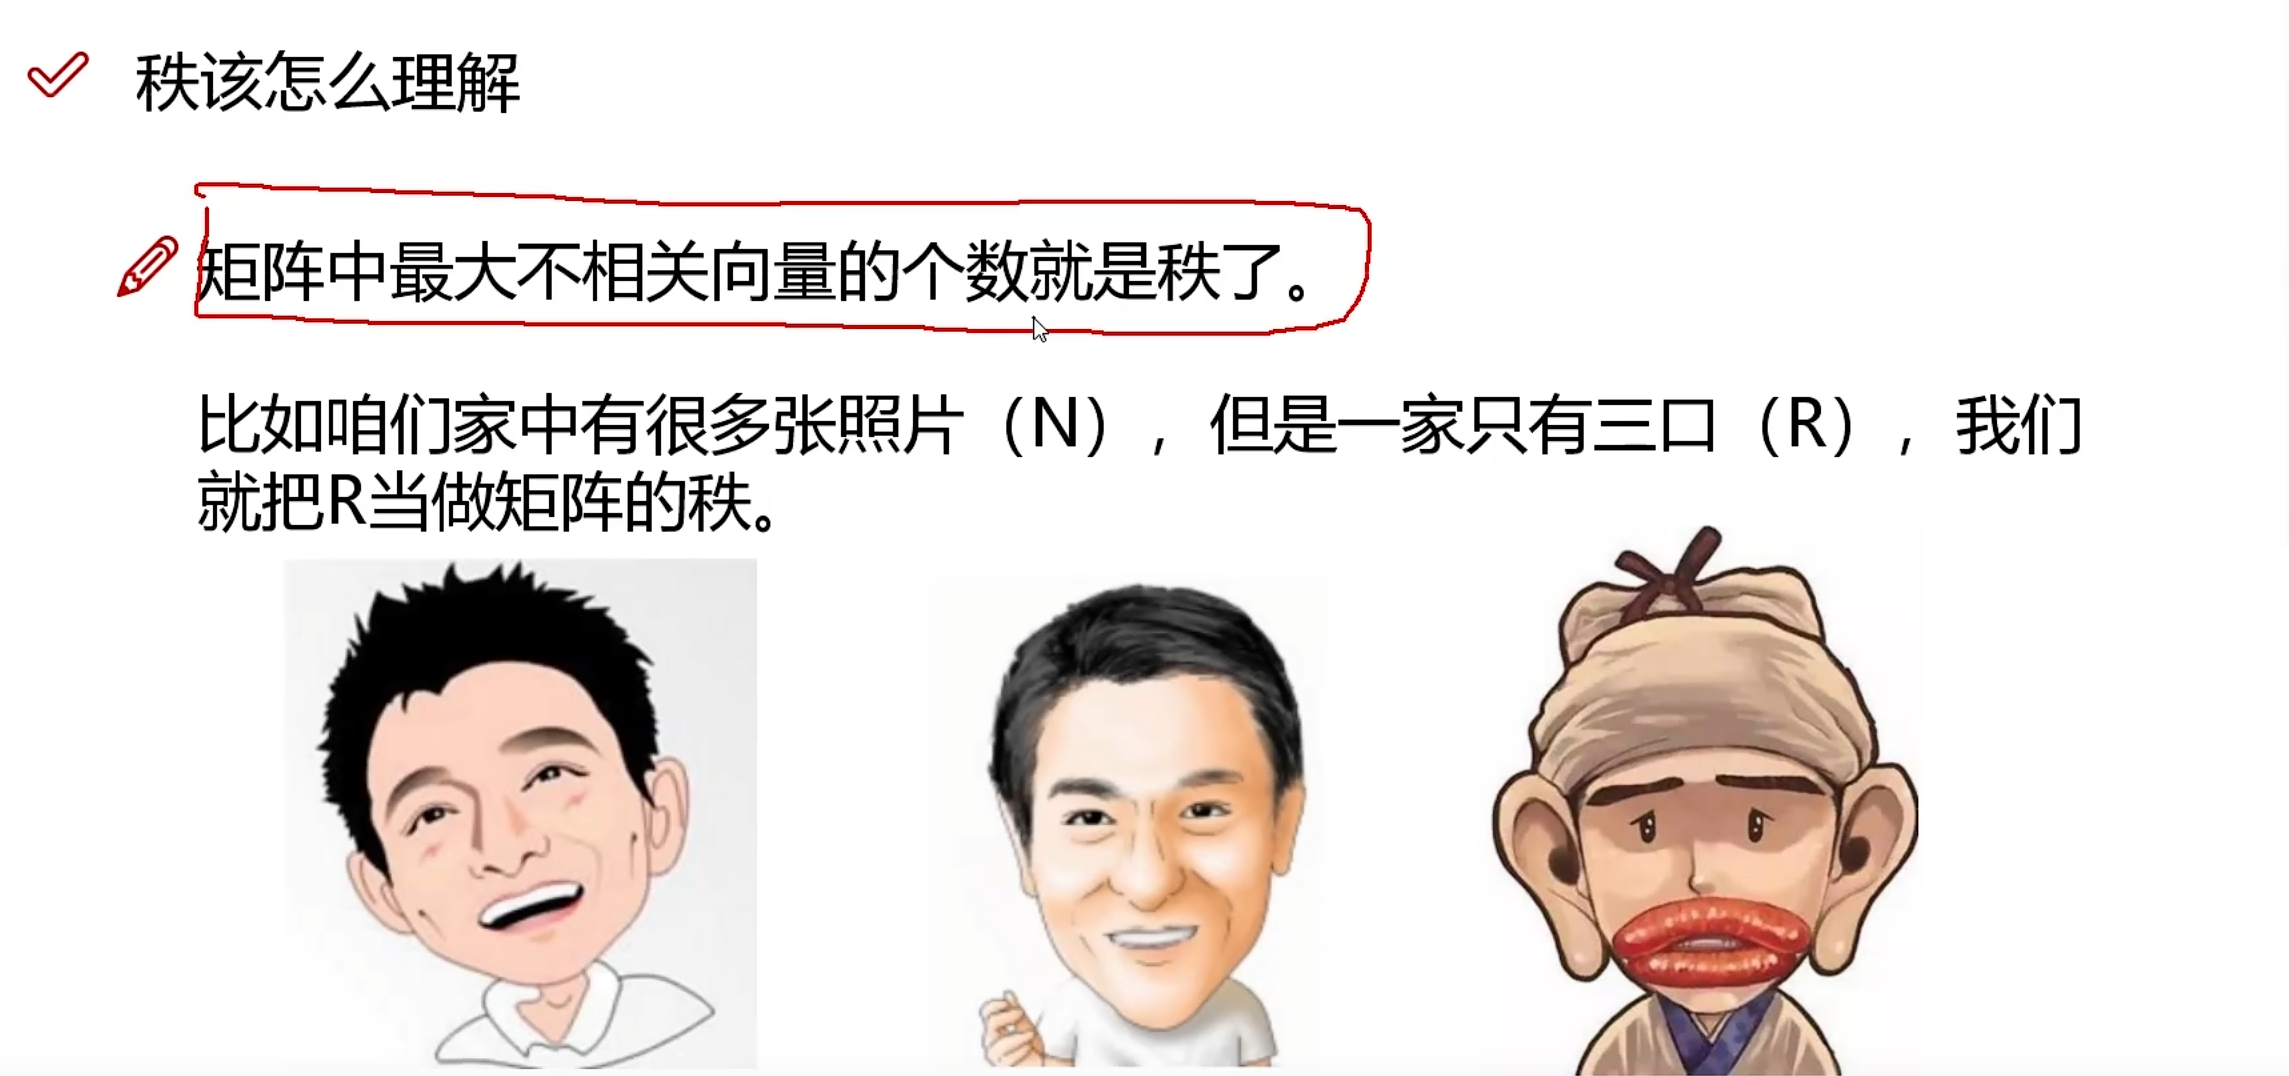 秩该怎么理解
矩阵中最大不相关向量的个数就是秩了。
比如咱们家中有很多张照片（N），但是一家只有三口（R），我们
就把R当做矩阵的秩。